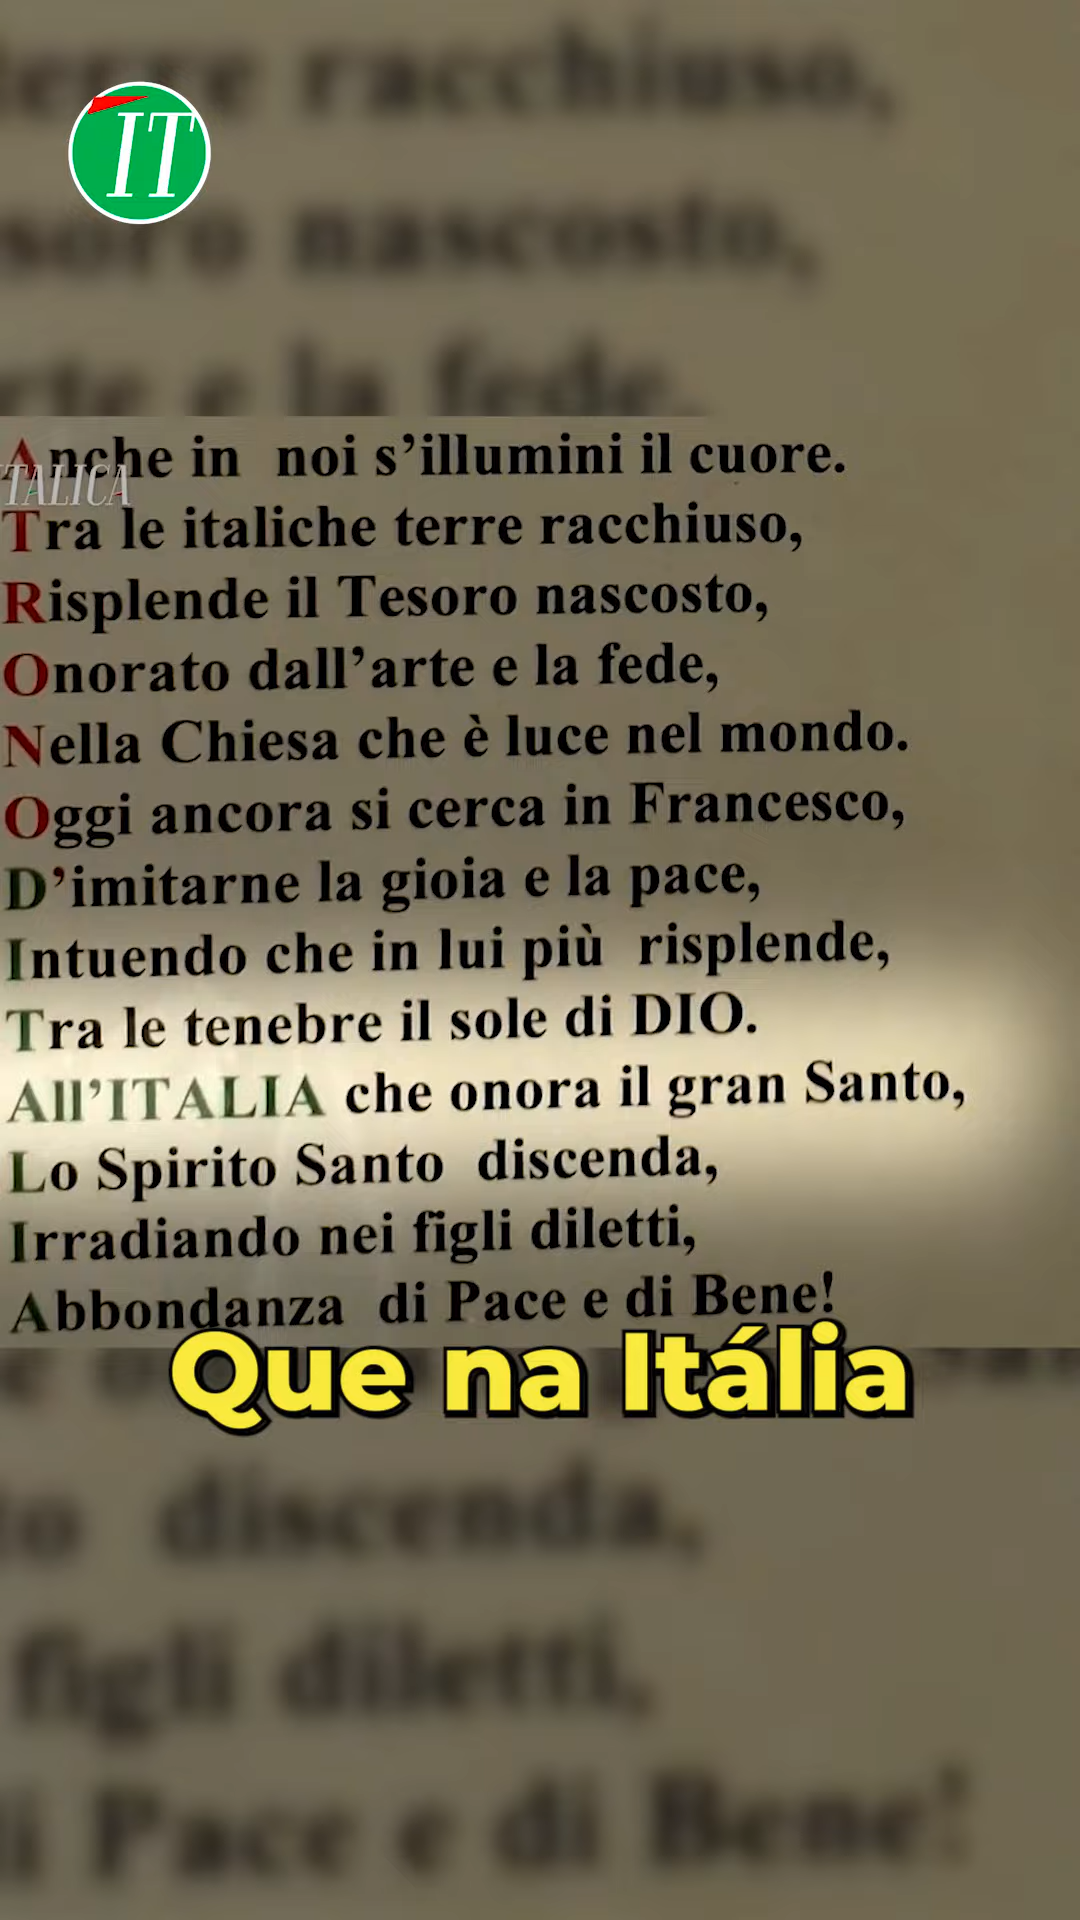 IT
Anche in noi s’illumini il cuore.
ITALICA
Tra le italiche terre racchiuso,
Risplende il Tesoro nascosto,
Onorato dall’arte e la fede,
Nella Chiesa che è luce nel mondo.
Oggi ancora si cerca in Francesco,
D’imitarne la gioia e la pace,
Intuendo che in lui più risplende,
Tra le tenebre il sole di DIO.
All’ITALIA che onora il gran Santo,
Lo Spirito Santo discenda,
Irradiando nei figli diletti,
Abbondanza di Pace e di Bene!
Que na Itália